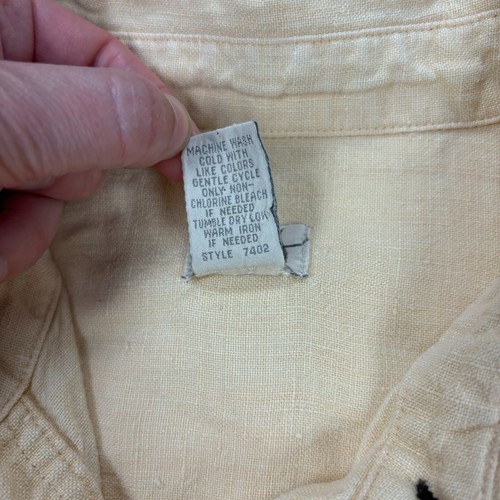 MACHINE WASH
COLD WITH
LIKE COLORS
GENTLE CYCLE
ONLY NON-
CHLORINE BLEACH
IF NEEDED
TUMBLE DRY LOW
WARM IRON
IF NEEDED
STYLE 7402